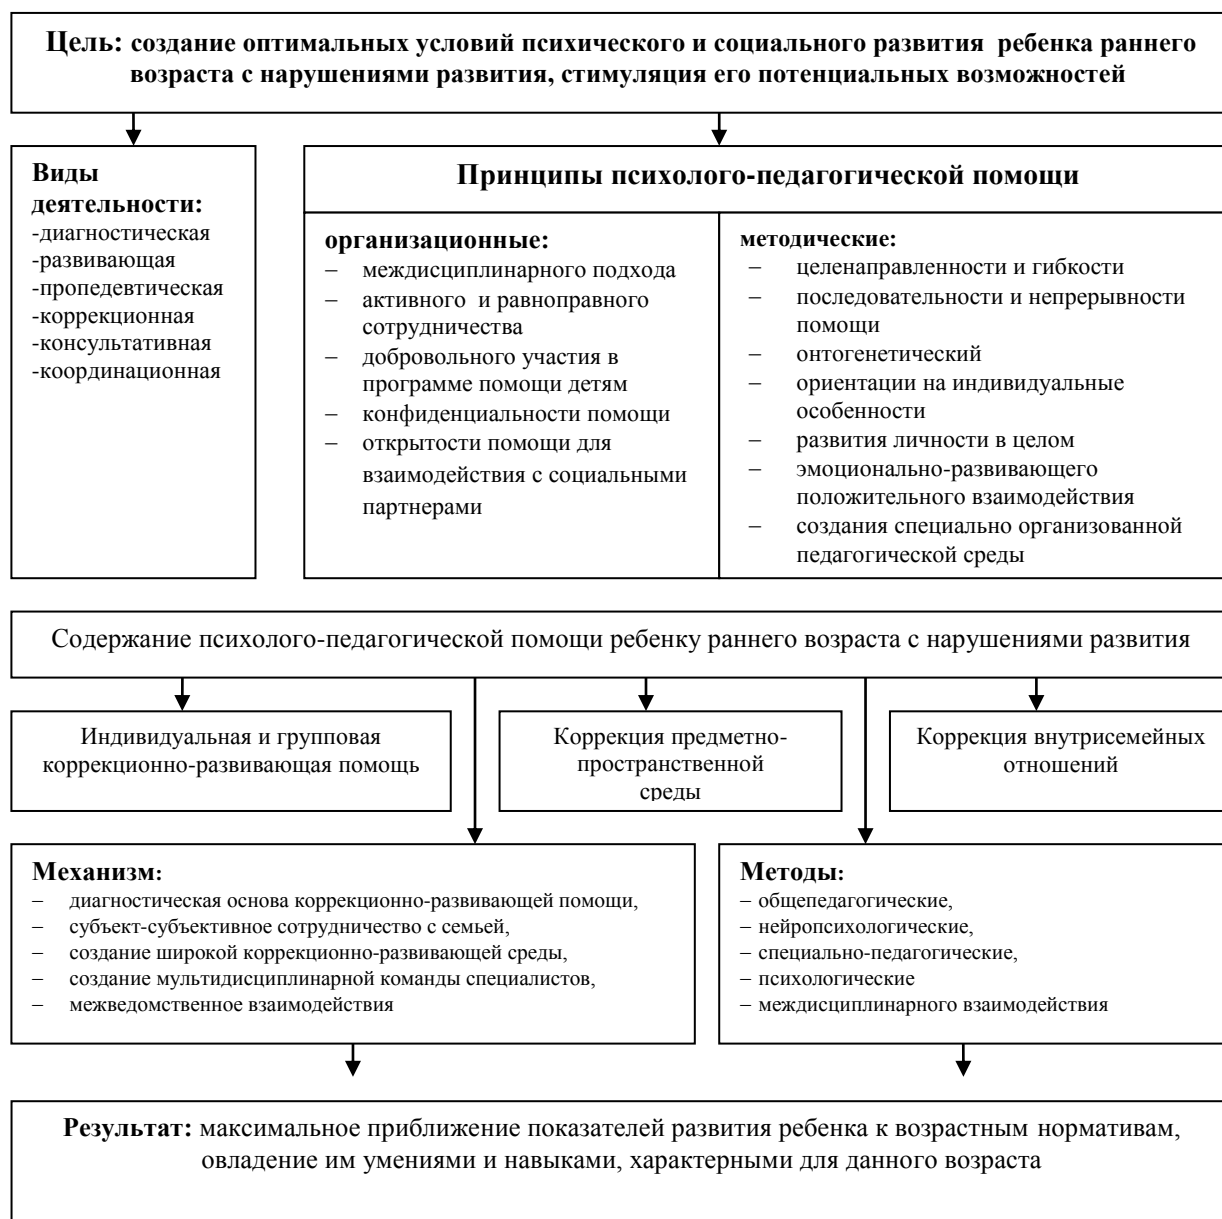 Цель: создание оптимальных условий психического и социального развития  ребенка раннего
возраста с нарушениями развития, стимуляция его потенциальных возможностей
Виды
деятельности:
-диагностическая
-развивающая
-пропедевтическая
-коррекционная
-консультативная
-координационная
Принципы психолого-педагогической помощи
организационные:
– междисциплинарного подхода
– активного  и равноправного
сотрудничества
– добровольного участия в
программе помощи детям
– конфиденциальности помощи
– открытости помощи для
взаимодействия с социальными
партнерами
методические:
– целенаправленности и гибкости
– последовательности и непрерывности
помощи
– онтогенетический
– ориентации на индивидуальные
особенности
– развития личности в целом
– эмоционально-развивающего
положительного взаимодействия
– создания специально организованной
педагогической среды
Содержание психолого-педагогической помощи ребенку раннего возраста с нарушениями развития
Индивидуальная и групповая
коррекционно-развивающая помощь
Коррекция предметно-
пространственной
среды
Коррекция внутрисемейных
отношений
Механизм:
– диагностическая основа коррекционно-развивающей помощи,
– субъект-субъективное сотрудничество с семьей,
– создание широкой коррекционно-развивающей среды,
– создание мультидисциплинарной команды специалистов,
– межведомственное взаимодействия
Методы:
– общепедагогические,
– нейропсихологические,
– специально-педагогические,
– психологические
– междисциплинарного взаимодействия
Результат: максимальное приближение показателей развития ребенка к возрастным нормативам,
овладение им умениями и навыками, характерными для данного возраста